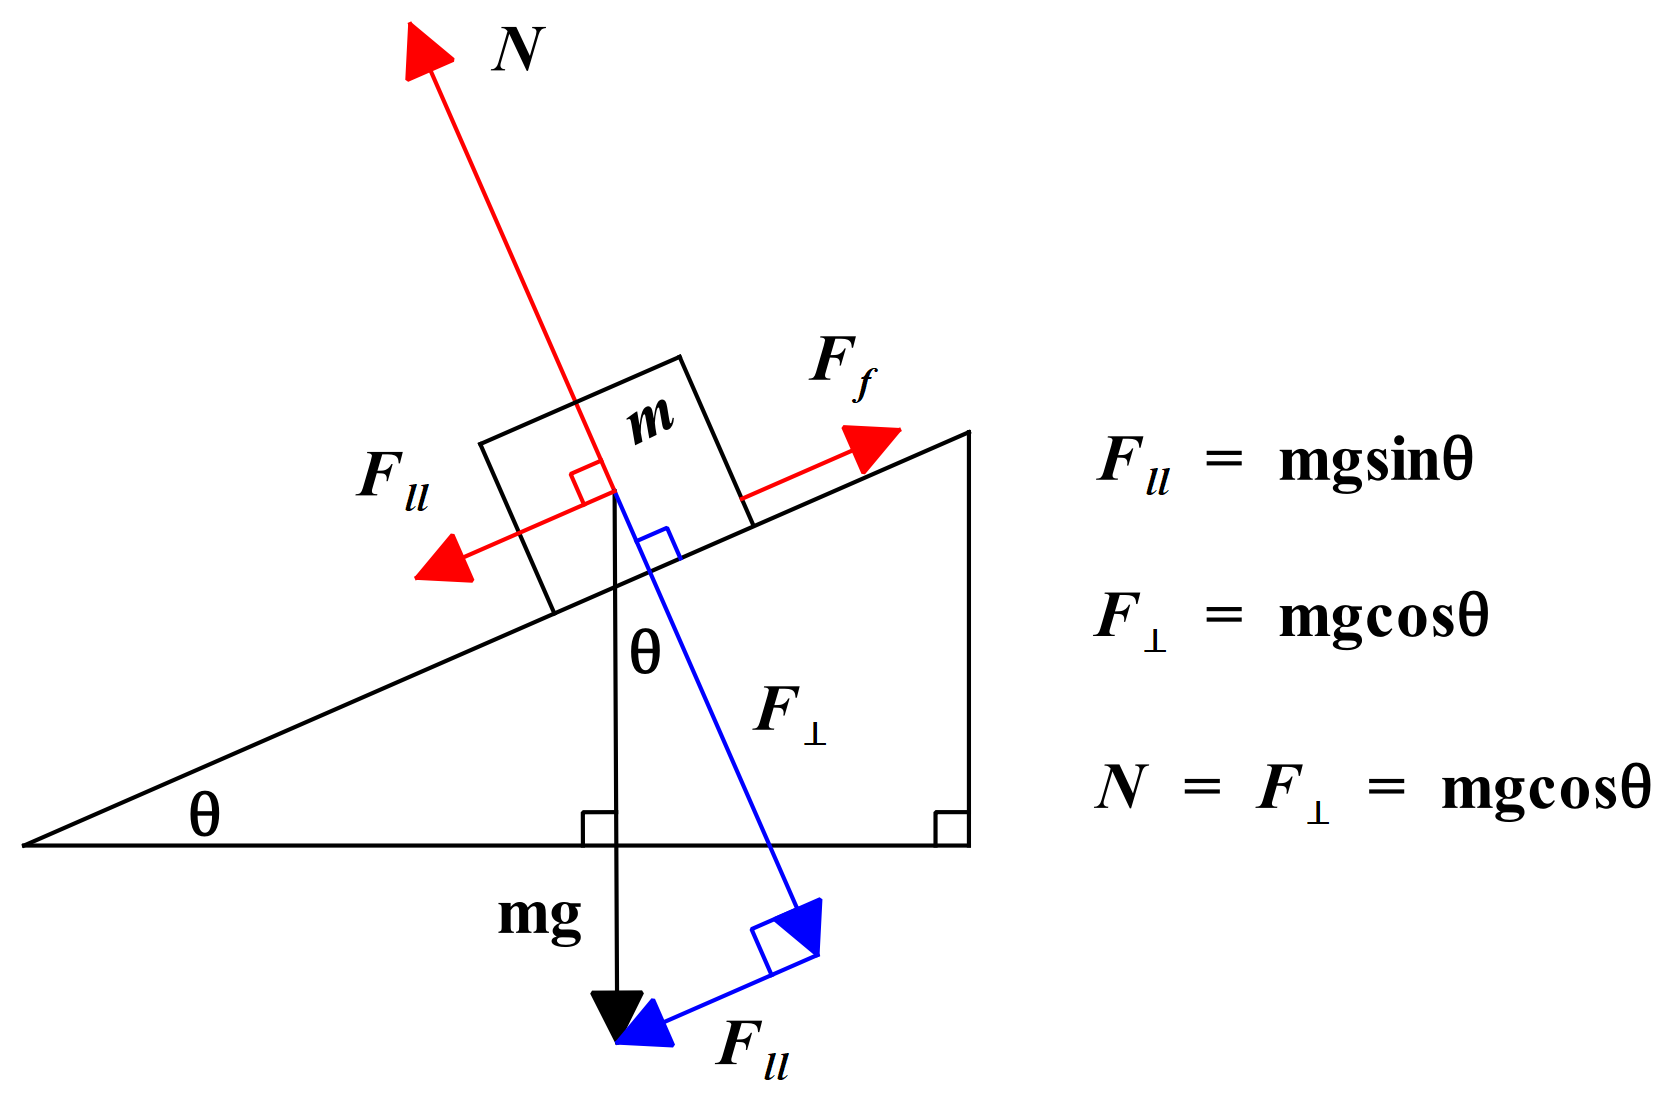 N
F_f
m
F_ll
θ
F_⊥
θ
mg
F_ll
F_ll = mgsinθ
F_⊥ = mgcosθ
N = F_⊥ = mgcosθ